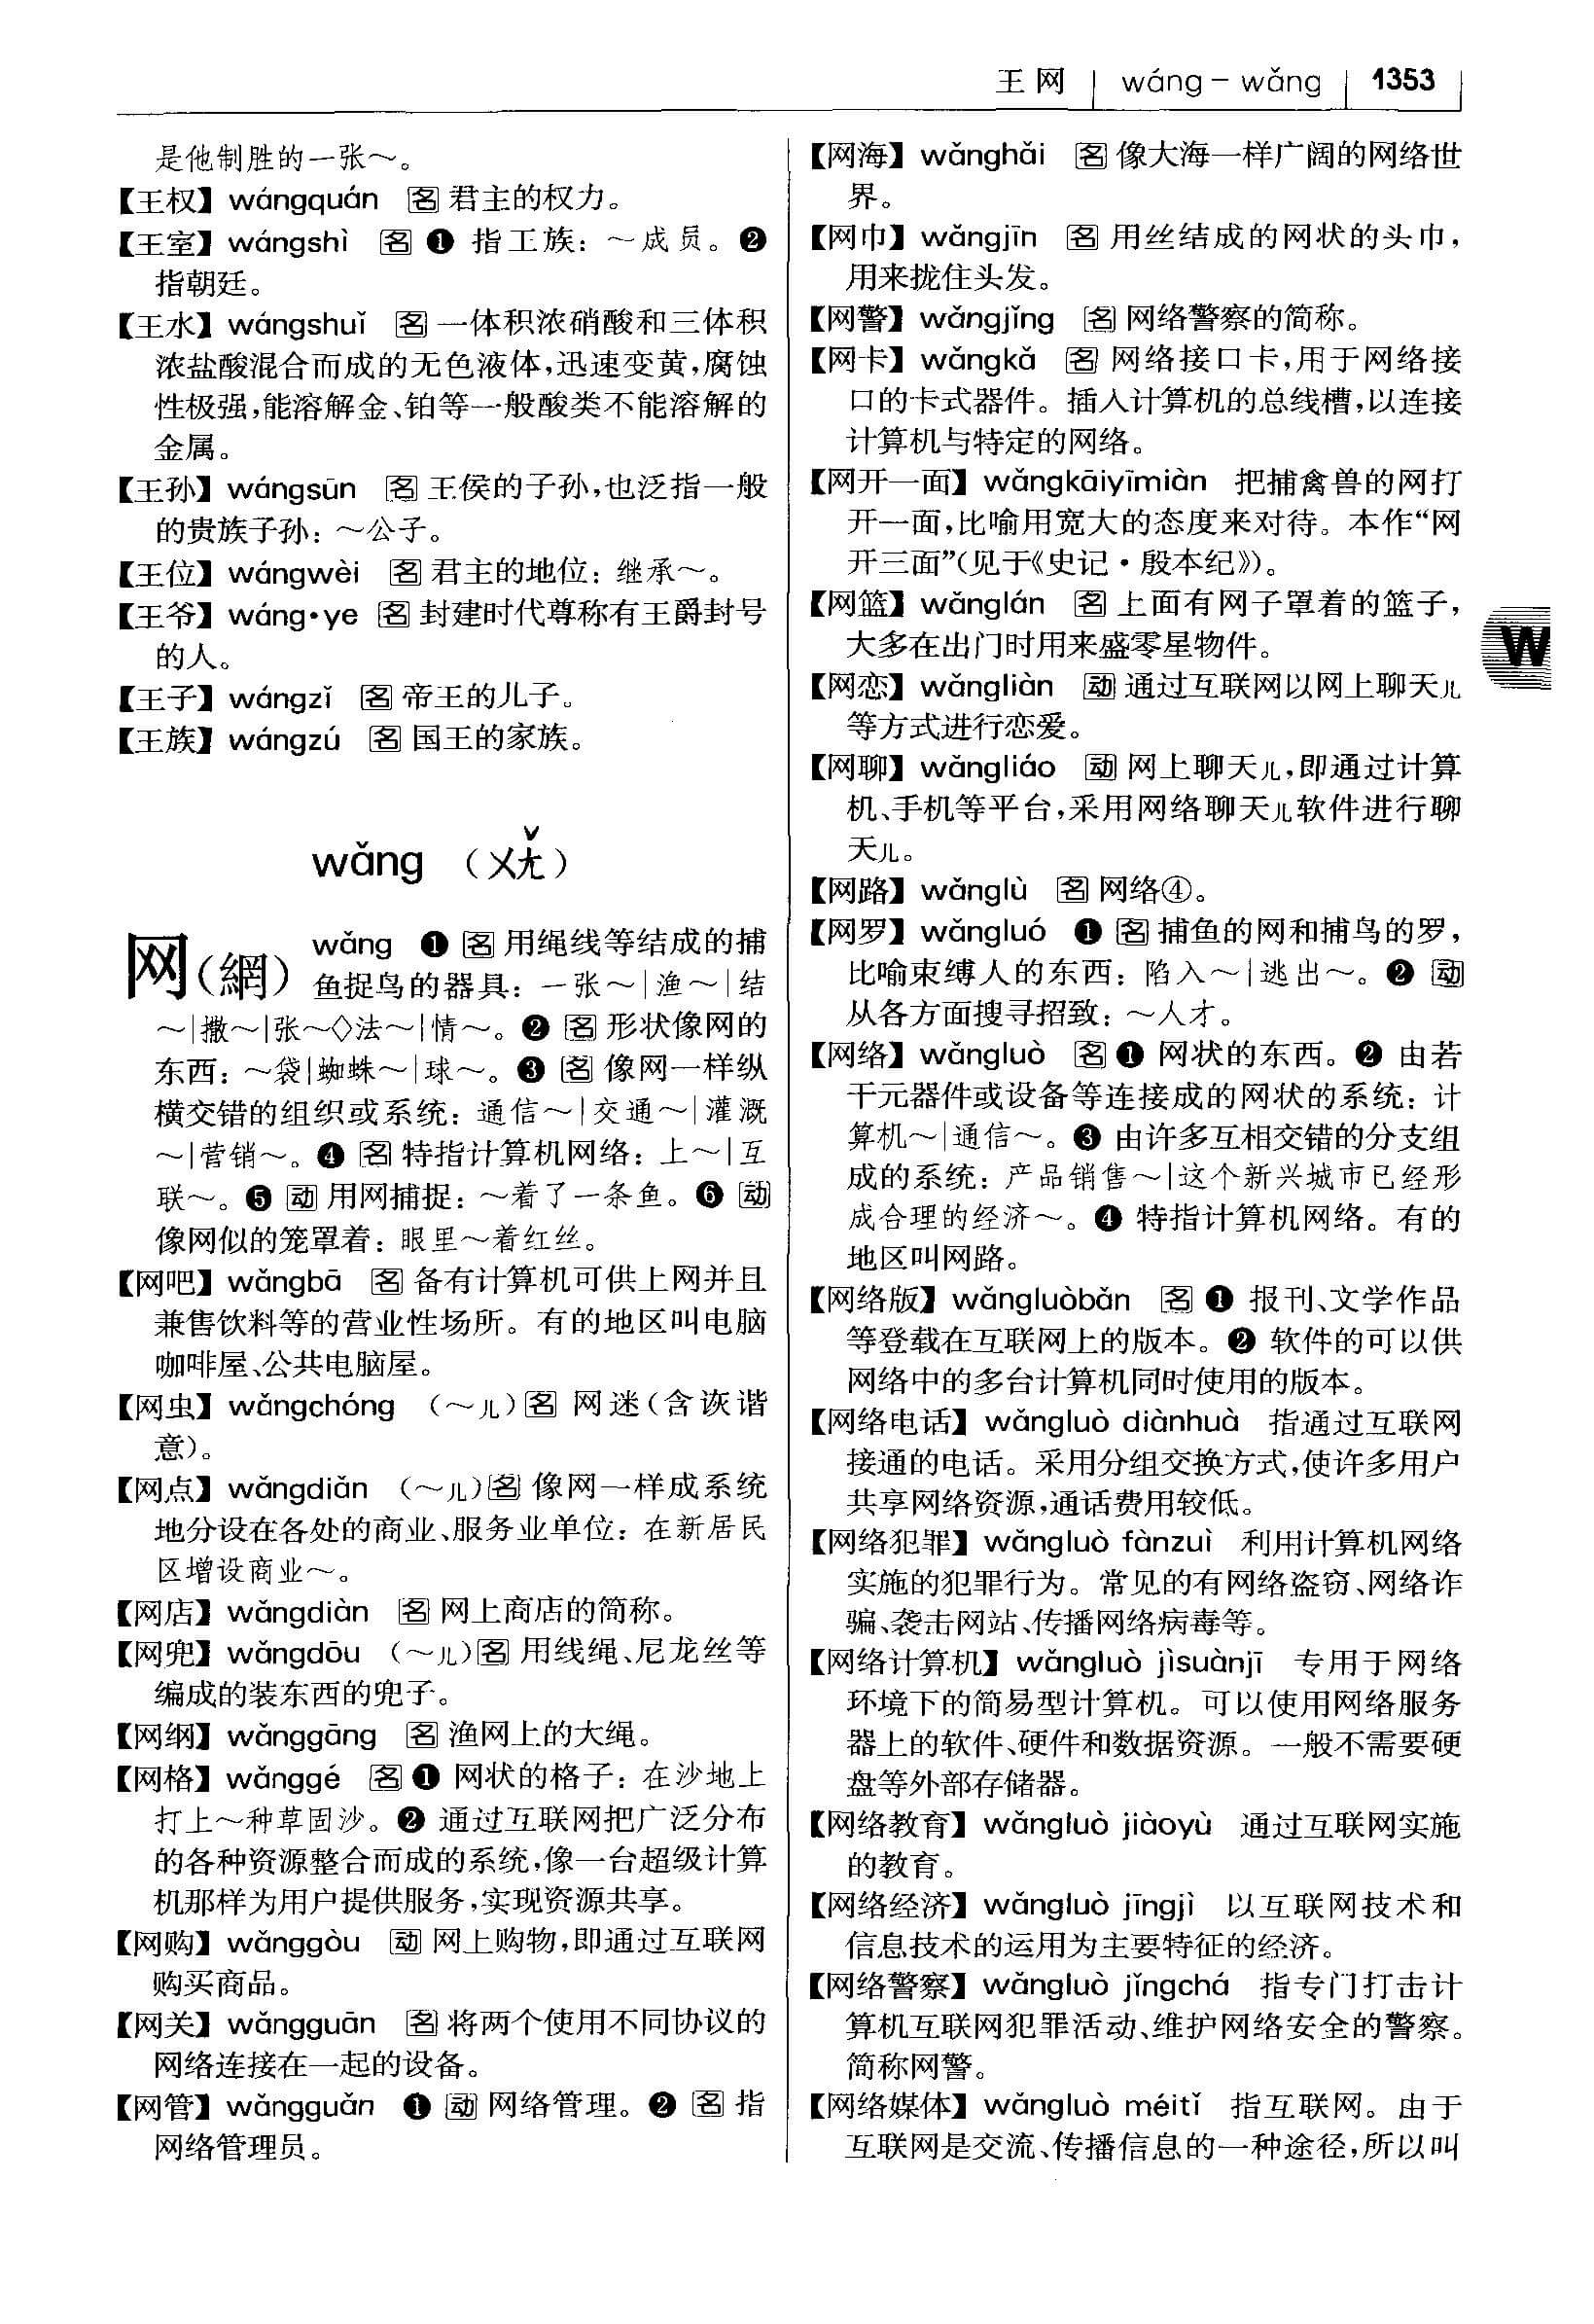 王 网 | wáng – wǎng | 1353
是他制胜的一张～。
【王权】 wángquán 名 君主的权力。
【王室】 wángshì 名 ❶ 指王族：～成员。❷
指朝廷。
【王水】 wángshuǐ 名 一体积浓硝酸和三体积
浓盐酸混合而成的无色液体,迅速变黄,腐蚀
性极强,能溶解金、铂等一般酸类不能溶解的
金属。
【王孙】 wángsūn 名 王侯的子孙,也泛指一般
的贵族子孙：～公子。
【王位】 wángwèi 名 君主的地位：继承～。
【王爷】 wáng•ye 名 封建时代尊称有王爵封号
的人。
【王子】 wángzǐ 名 帝王的儿子。
【王族】 wángzú 名 国王的家族。
wǎng （ㄨㄤˇ）
网（網） wǎng ❶ 名 用绳线等结成的捕
鱼捉鸟的器具：一张～|渔～|结
～|撒～|张～◇法～|情～。❷ 名 形状像网的
东西：～袋|蜘蛛～|球～。❸ 名 像网一样纵
横交错的组织或系统：通信～|交通～|灌溉
～|营销～。❹ 名 特指计算机网络：上～|互
联～。❺ 动 用网捕捉：～着了一条鱼。❻ 动
像网似的笼罩着：眼里～着红丝。
【网吧】 wǎngbā 名 备有计算机可供上网并且
兼售饮料等的营业性场所。有的地区叫电脑
咖啡屋、公共电脑屋。
【网虫】 wǎngchóng （～儿）名 网迷（含诙谐
意）。
【网点】 wǎngdiǎn （～儿）名 像网一样成系统
地分设在各处的商业、服务业单位：在新居民
区增设商业～。
【网店】 wǎngdiàn 名 网上商店的简称。
【网兜】 wǎngdōu （～儿）名 用线绳、尼龙丝等
编成的装东西的兜子。
【网纲】 wǎnggāng 名 渔网上的大绳。
【网格】 wǎnggé 名 ❶ 网状的格子：在沙地上
打上～种草固沙。❷ 通过互联网把广泛分布
的各种资源整合而成的系统,像一台超级计算
机那样为用户提供服务,实现资源共享。
【网购】 wǎnggòu 动 网上购物,即通过互联网
购买商品。
【网关】 wǎngguān 名 将两个使用不同协议的
网络连接在一起的设备。
【网管】 wǎngguǎn ❶ 动 网络管理。❷ 名 指
网络管理员。
【网海】 wǎnghǎi 名 像大海一样广阔的网络世
界。
【网巾】 wǎngjīn 名 用丝结成的网状的头巾,
用来拢住头发。
【网警】 wǎngjǐng 名 网络警察的简称。
【网卡】 wǎngkǎ 名 网络接口卡,用于网络接
口的卡式器件。插入计算机的总线槽,以连接
计算机与特定的网络。
【网开一面】 wǎngkāiyīmiàn 把捕禽兽的网打
开一面,比喻用宽大的态度来对待。本作“网
开三面”（见于《史记·殷本纪》）。
【网篮】 wǎnglán 名 上面有网子罩着的篮子,
大多在出门时用来盛零星物件。
W
【网恋】 wǎngliàn 动 通过互联网以网上聊天儿
等方式进行恋爱。
【网聊】 wǎngliáo 动 网上聊天儿,即通过计算
机、手机等平台,采用网络聊天儿软件进行聊
天儿。
【网路】 wǎnglù 名 网络④。
【网罗】 wǎngluó ❶ 名 捕鱼的网和捕鸟的罗,
比喻束缚人的东西：陷入～|逃出～。❷ 动
从各方面搜寻招致：～人才。
【网络】 wǎngluò 名 ❶ 网状的东西。❷ 由若
干元器件或设备等连接成的网状的系统：计
算机～|通信～。❸ 由许多互相交错的分支组
成的系统：产品销售～|这个新兴城市已经形
成合理的经济～。❹ 特指计算机网络。有的
地区叫网路。
【网络版】 wǎngluòbǎn 名 ❶ 报刊、文学作品
等登载在互联网上的版本。❷ 软件的可以供
网络中的多台计算机同时使用的版本。
【网络电话】 wǎngluò diànhuà 指通过互联网
接通的电话。采用分组交换方式,使许多用户
共享网络资源,通话费用较低。
【网络犯罪】 wǎngluò fànzuì 利用计算机网络
实施的犯罪行为。常见的有网络盗窃、网络诈
骗、袭击网站、传播网络病毒等。
【网络计算机】 wǎngluò jìsuànjī 专用于网络
环境下的简易型计算机。可以使用网络服务
器上的软件、硬件和数据资源。一般不需要硬
盘等外部存储器。
【网络教育】 wǎngluò jiàoyù 通过互联网实施
的教育。
【网络经济】 wǎngluò jīngjì 以互联网技术和
信息技术的运用为主要特征的经济。
【网络警察】 wǎngluò jǐngchá 指专门打击计
算机互联网犯罪活动、维护网络安全的警察。
简称网警。
【网络媒体】 wǎngluò méitǐ 指互联网。由于
互联网是交流、传播信息的一种途径,所以叫